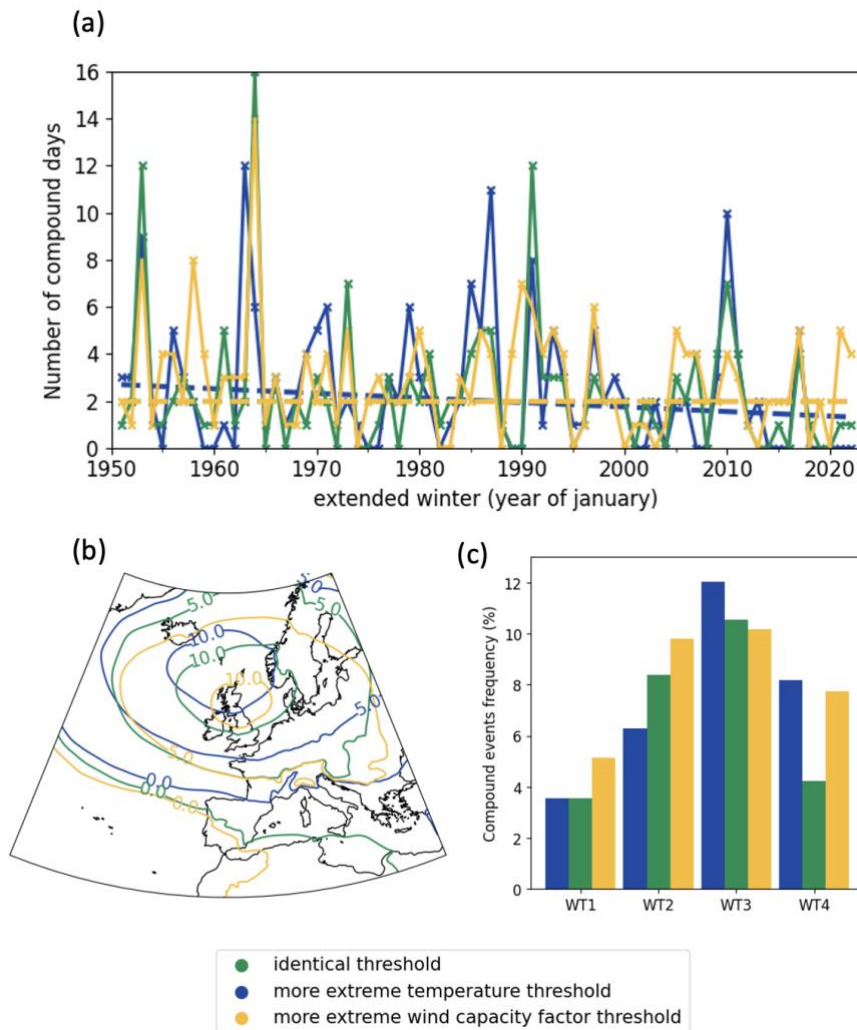 (a)
Number of compound days
16
14
12
10
8
6
4
2
0
1950 1960 1970 1980 1990 2000 2010 2020
extended winter (year of january)
(b)
5.0
5.0
10.0
10.0
10.0
5.0
5.0
0.0
0.0
0.0
(c)
Compound events frequency (%)
12
10
8
6
4
2
0
WT1 WT2 WT3 WT4
identical threshold
more extreme temperature threshold
more extreme wind capacity factor threshold